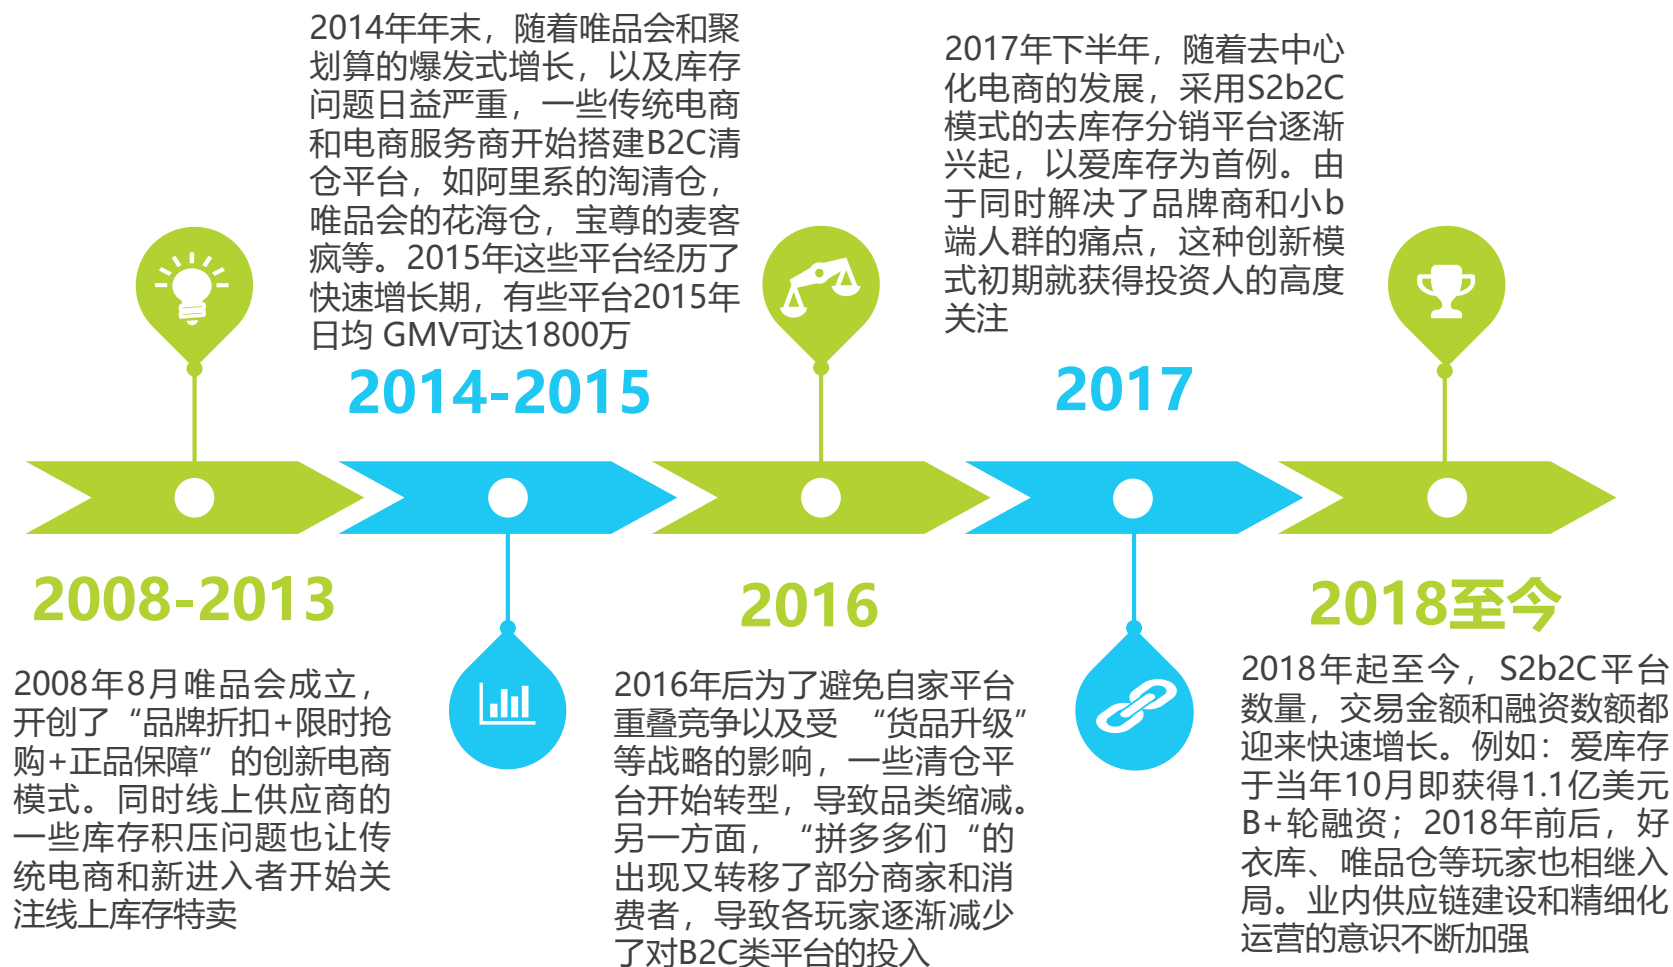 2008-2013
2008年8月唯品会成立，
开创了“品牌折扣+限时抢
购+正品保障”的创新电商
模式。同时线上供应商的
一些库存积压问题也让传
统电商和新进入者开始关
注线上库存特卖
2014年年末，随着唯品会和聚
划算的爆发式增长，以及库存
问题日益严重，一些传统电商
和电商服务商开始搭建B2C清
仓平台，如阿里系的淘清仓，
唯品会的花海仓，宝尊的麦客
疯等。2015年这些平台经历了
快速增长期，有些平台2015年
日均 GMV可达1800万
2014-2015
2016
2016年后为了避免自家平台
重叠竞争以及受 “货品升级”
等战略的影响，一些清仓平
台开始转型，导致品类缩减。
另一方面，“拼多多们“的
出现又转移了部分商家和消
费者，导致各玩家逐渐减少
了对B2C类平台的投入
2017年下半年，随着去中心
化电商的发展，采用S2b2C
模式的去库存分销平台逐渐
兴起，以爱库存为首例。由
于同时解决了品牌商和小b
端人群的痛点，这种创新模
式初期就获得投资人的高度
关注
2017
2018至今
2018年起至今，S2b2C平台
数量，交易金额和融资数额都
迎来快速增长。例如：爱库存
于当年10月即获得1.1亿美元
B+轮融资；2018年前后，好
衣库、唯品仓等玩家也相继入
局。业内供应链建设和精细化
运营的意识不断加强